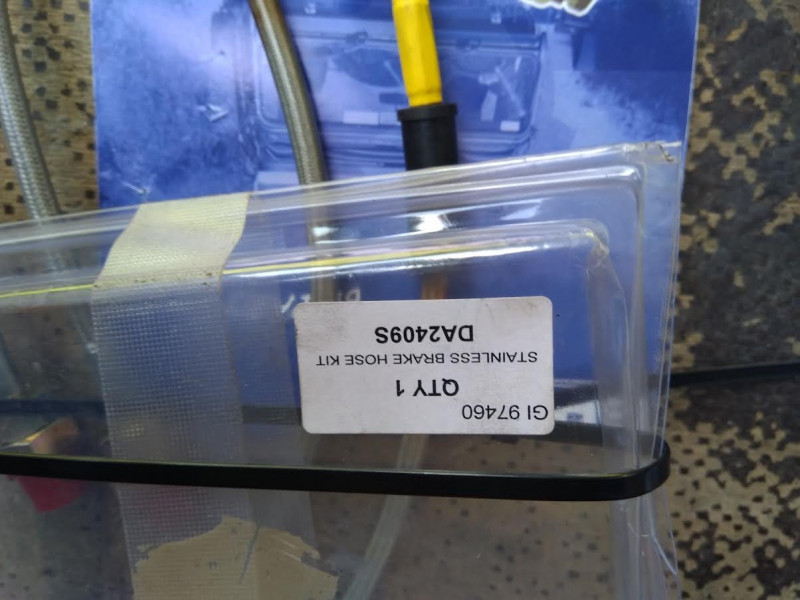 GI 97460
QTY 1
STAINLESS BRAKE HOSE KIT
DA2409S